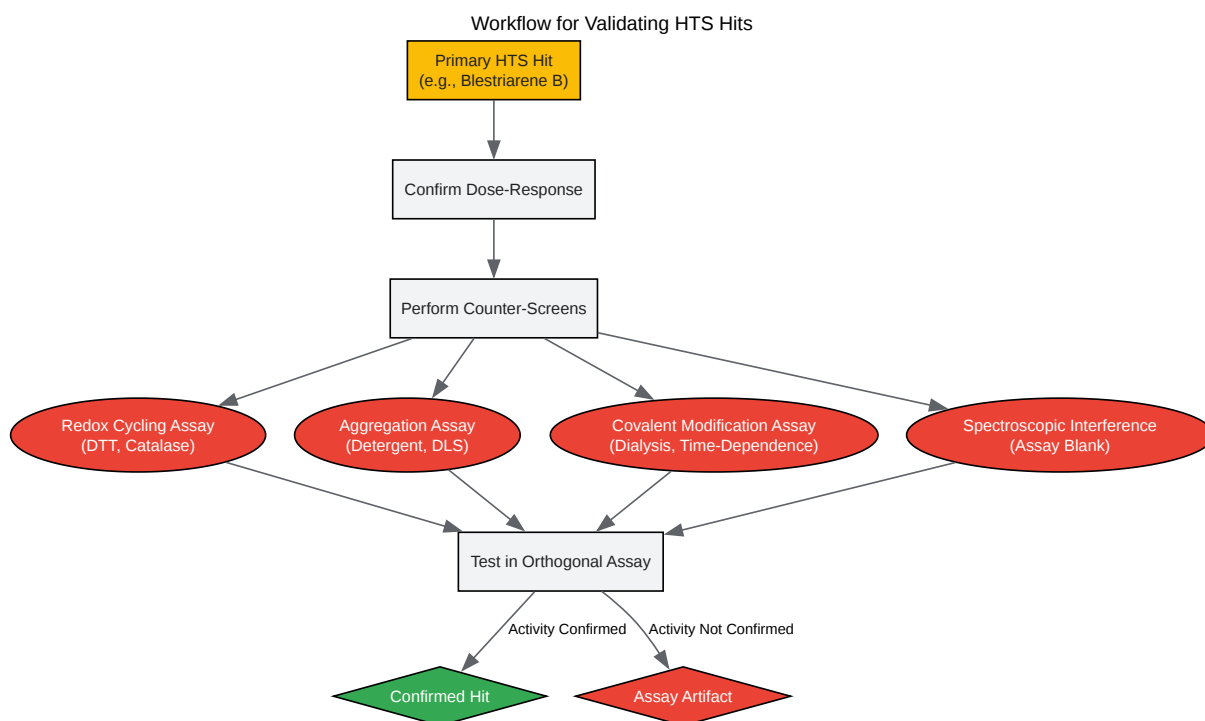 Workflow for Validating HTS Hits
Primary HTS Hit
(e.g., Blestriarene B)
Confirm Dose-Response
Perform Counter-Screens
Redox Cycling Assay
(DTT, Catalase)
Aggregation Assay
(Detergent, DLS)
Covalent Modification Assay
(Dialysis, Time-Dependence)
Spectroscopic Interference
(Assay Blank)
Test in Orthogonal Assay
Activity Confirmed
Activity Not Confirmed
Confirmed Hit
Assay Artifact